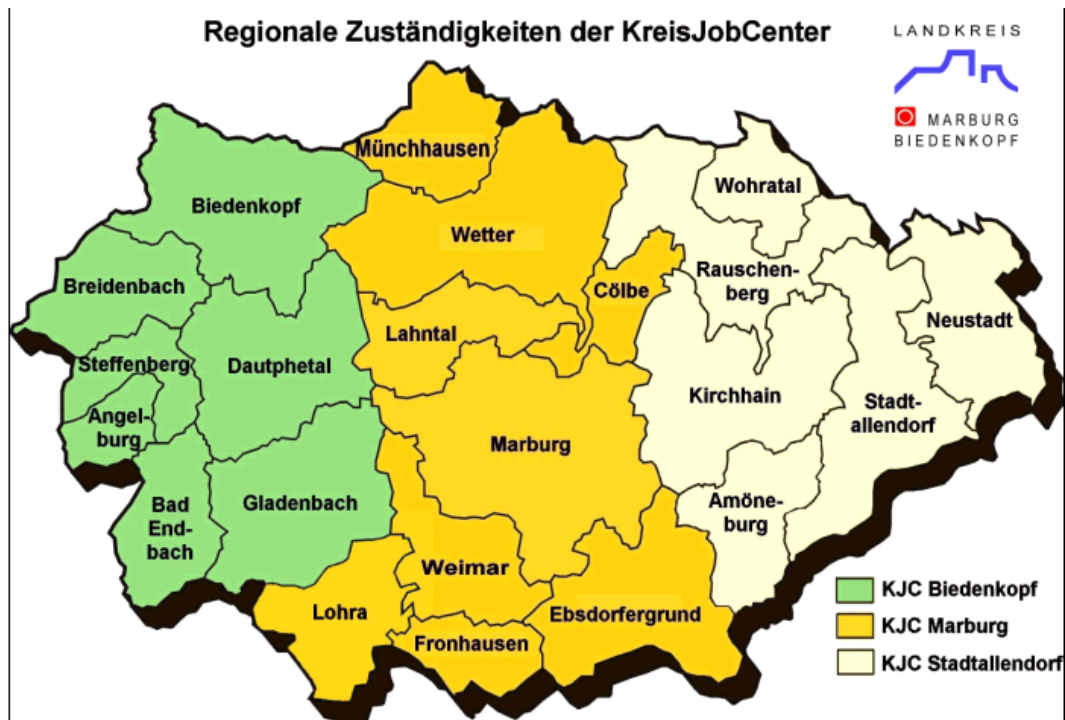 Regionale Zuständigkeiten der KreisJobCenter
LANDKREIS
MARBURG
BIEDENKOPF
Münchhausen
Wohratal
Biedenkopf
Wetter
Rauschen-
berg
Breidenbach
Cölbe
Neustadt
Lahntal
Steffenberg
Dautphetal
Kirchhain
Stadt-
allendorf
Angel-
burg
Marburg
Bad
End-
bach
Gladenbach
Amöne-
burg
Weimar
Lohra
Ebsdorfergrund
Fronhausen
KJC Biedenkopf
KJC Marburg
KJC Stadtallendorf